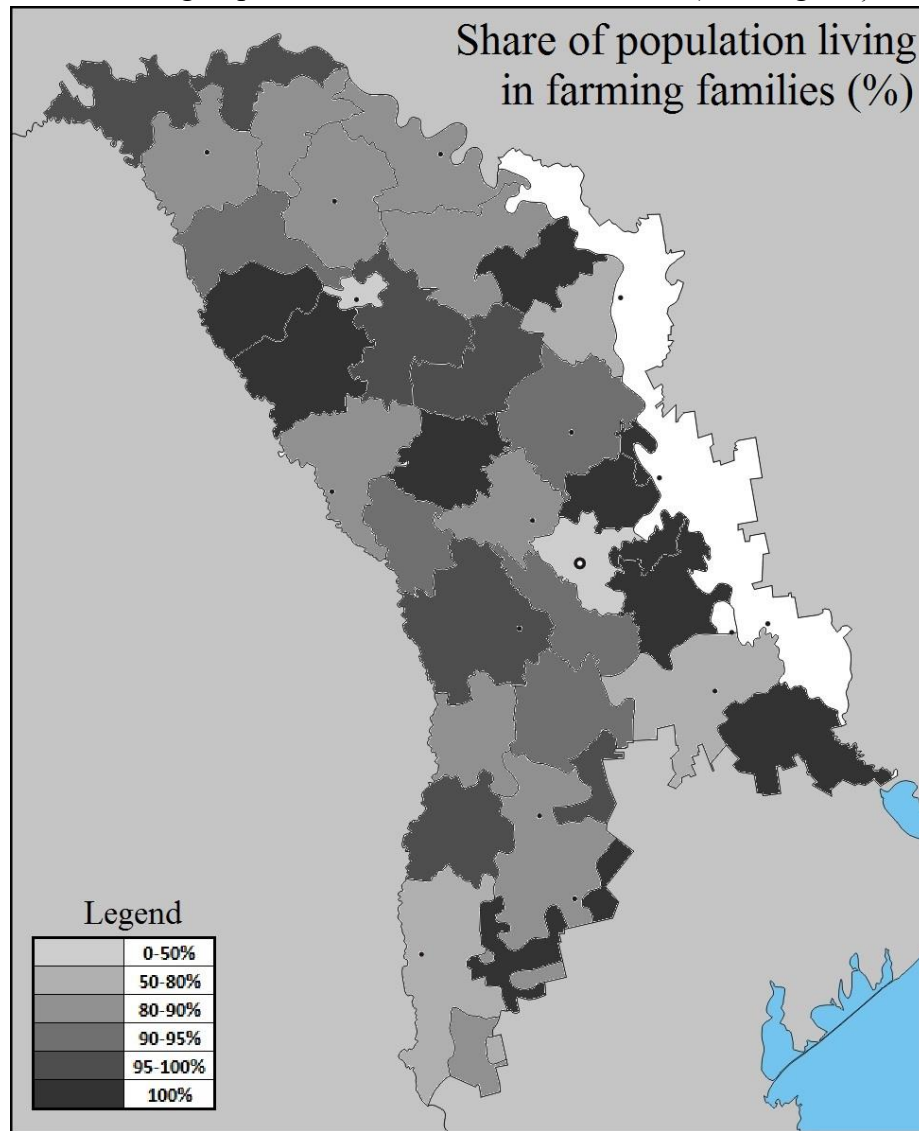 Share of population living
in farming families (%)
Legend
0-50%
50-80%
80-90%
90-95%
95-100%
100%